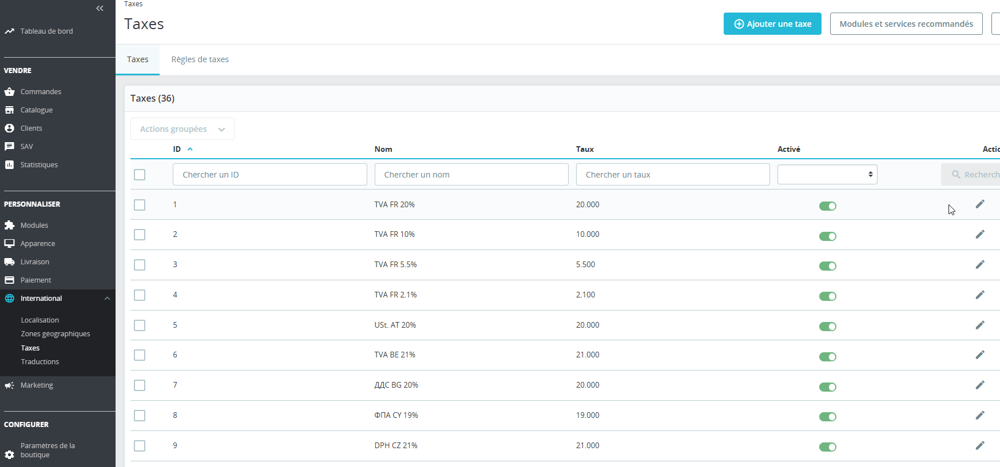 Tableau de bord
VENDRE
Commandes
Catalogue
Clients
SAV
Statistiques
PERSONNALISER
Modules
Apparence
Livraison
Paiement
International
Localisation
Zones géographiques
Taxes
Traductions
Marketing
CONFIGURER
Paramètres de la
boutique
Taxes
Taxes
Ajouter une taxe
Modules et services recommandés
Taxes
Règles de taxes
Taxes (36)
Actions groupées
ID
Nom
Taux
Activé
Actio
Chercher un ID
Chercher un nom
Chercher un taux
Recherch
1 TVA FR 20% 20.000
2 TVA FR 10% 10.000
3 TVA FR 5.5% 5.500
4 TVA FR 2.1% 2.100
5 USt. AT 20% 20.000
6 TVA BE 21% 21.000
7 ДДС BG 20% 20.000
8 ΦΠΑ CY 19% 19.000
9 DPH CZ 21% 21.000